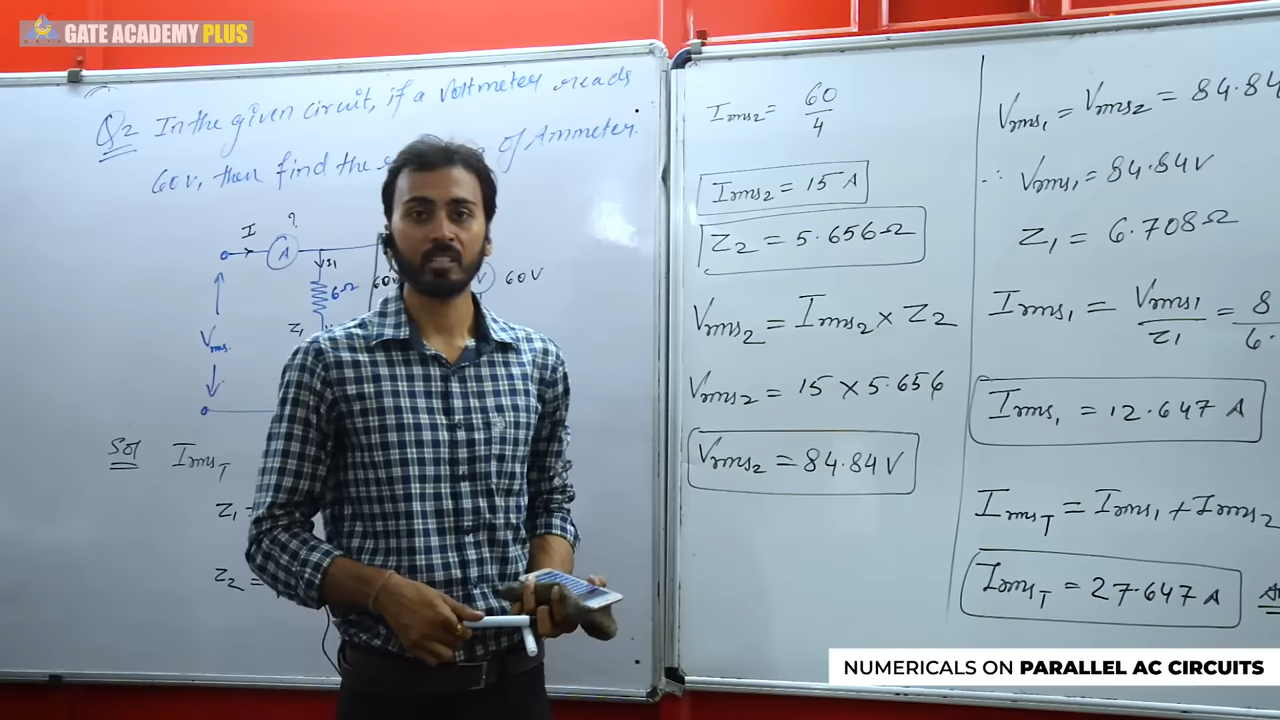 GATE ACADEMY PLUS
Q2 In the given circuit, if a Voltmeter reads
60V, then find the of Ammeter.
I
?
A
I1
6Ω
60V
V
60V
Z1
Vrms.
Sol
IrmsT
Z1
Z2 =
Irms2 = 60/4
Irms2 = 15 A
Z2 = 5.656Ω
Vrms2 = Irms2 × Z2
Vrms2 = 15 × 5.656
Vrms2 = 84.84 V
Vrms1 = Vrms2 = 84.84
∴ Vrms1 = 84.84V
Z1 = 6.708Ω
Irms1 = Vrms1/Z1 = 8/6.
Irms1 = 12.647 A
IrmsT = Irms1 + Irms2
IrmsT = 27.647 A
NUMERICALS ON PARALLEL AC CIRCUITS